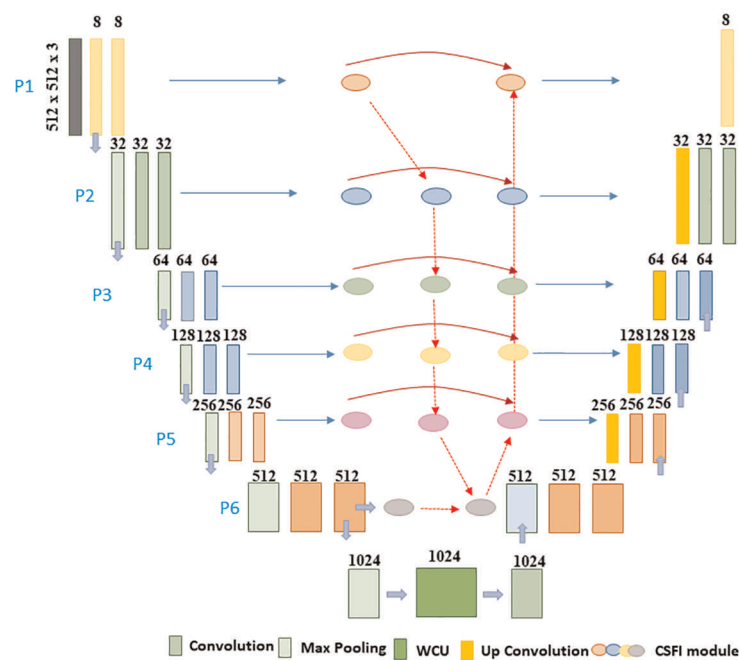 8 8 8
P1 512 x 512 x 3
32 32 32 32 32 32
P2
64 64 64 64 64 64
P3
128 128 128 128 128 128
P4
256 256 256 256 256 256
P5
512 512 512 512 512 512
P6
1024 1024 1024
Convolution Max Pooling WCU Up Convolution CSFI module